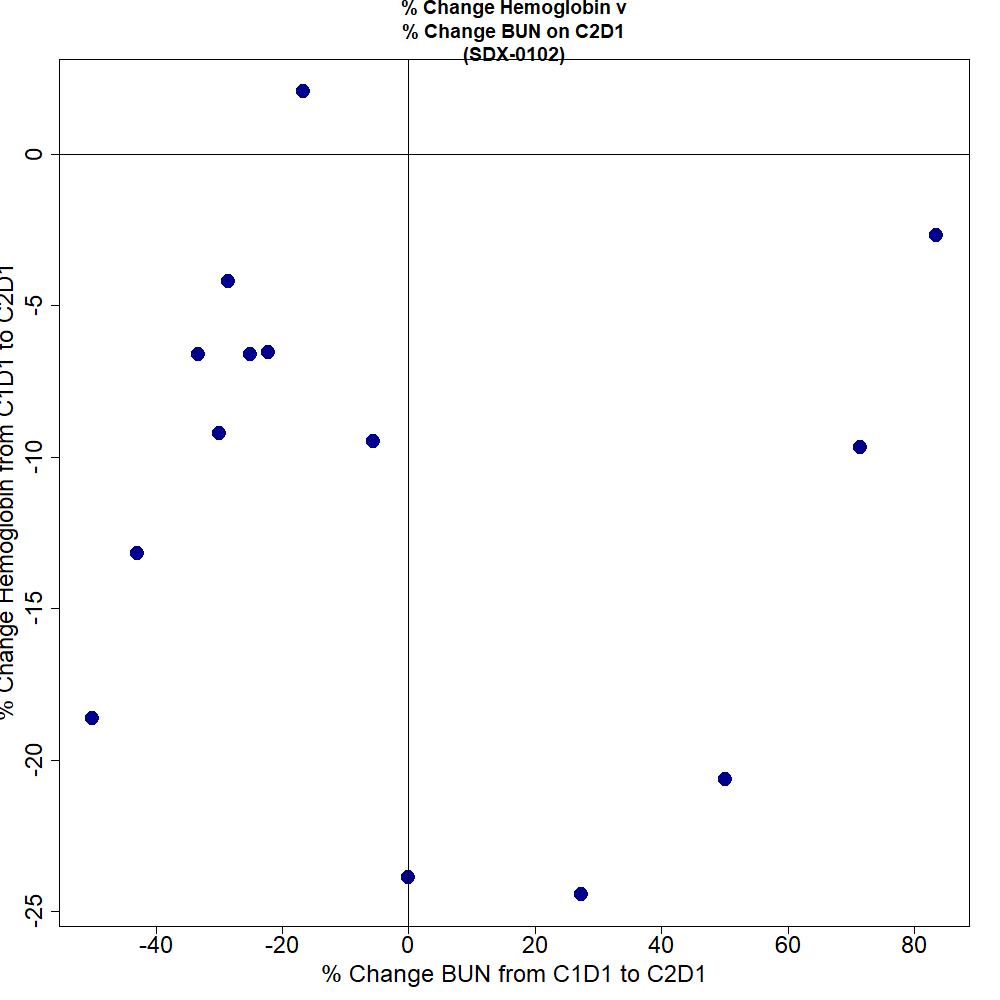 % Change Hemoglobin v
% Change BUN on C2D1
(SDX-0102)
% Change Hemoglobin from C1D1 to C2D1
0
-5
-10
-15
-20
-25
-40
-20
0
20
40
60
80
% Change BUN from C1D1 to C2D1